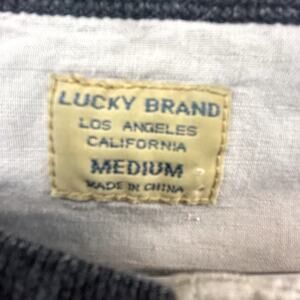 LUCKY BRAND
LOS ANGELES
CALIFORNIA
MEDIUM
MADE IN CHINA